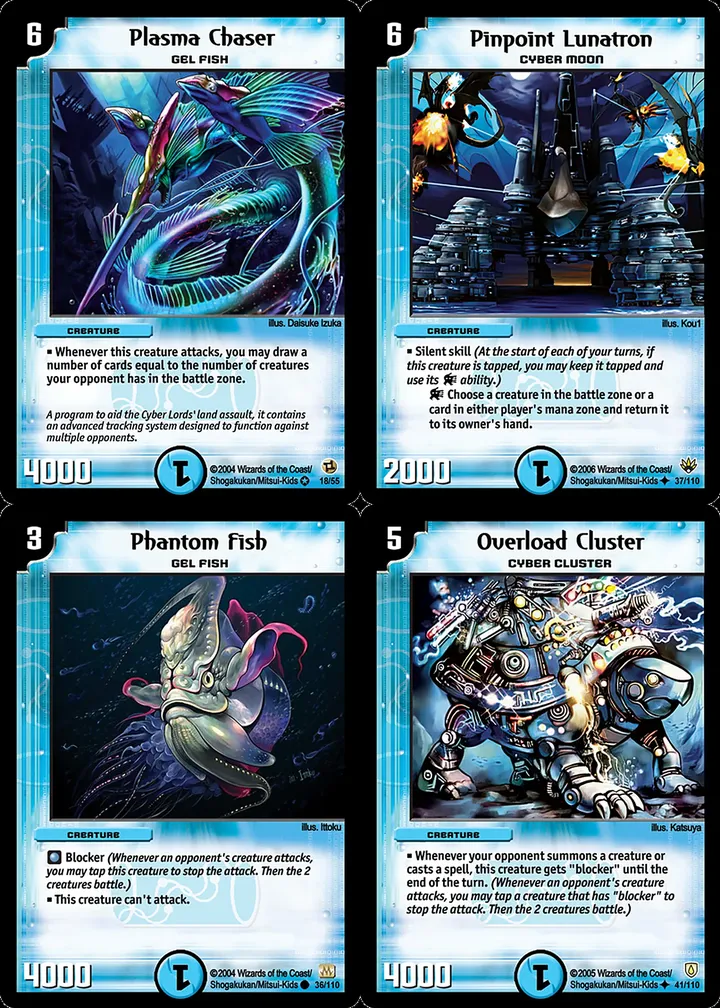 6
Plasma Chaser
GEL FISH
illus. Daisuke Izuka
CREATURE
▪ Whenever this creature attacks, you may draw a
number of cards equal to the number of creatures
your opponent has in the battle zone.
A program to aid the Cyber Lords' land assault, it contains
an advanced tracking system designed to function against
multiple opponents.
4000
©2004 Wizards of the Coast/
Shogakukan/Mitsui-Kids
18/55
6
Pinpoint Lunatron
CYBER MOON
illus. Kou1
CREATURE
▪ Silent skill (At the start of each of your turns, if
this creature is tapped, you may keep it tapped and
use its ability.)
Choose a creature in the battle zone or a
card in either player's mana zone and return it
to its owner's hand.
2000
©2006 Wizards of the Coast/
Shogakukan/Mitsui-Kids
37/110
3
Phantom Fish
GEL FISH
illus. Ittoku
CREATURE
Blocker (Whenever an opponent's creature attacks,
you may tap this creature to stop the attack. Then the 2
creatures battle.)
▪ This creature can't attack.
4000
©2004 Wizards of the Coast/
Shogakukan/Mitsui-Kids
36/110
5
Overload Cluster
CYBER CLUSTER
illus. Katsuya
CREATURE
▪ Whenever your opponent summons a creature or
casts a spell, this creature gets "blocker" until the
end of the turn. (Whenever an opponent's creature
attacks, you may tap a creature that has "blocker" to
stop the attack. Then the 2 creatures battle.)
4000
©2005 Wizards of the Coast/
Shogakukan/Mitsui-Kids
41/110